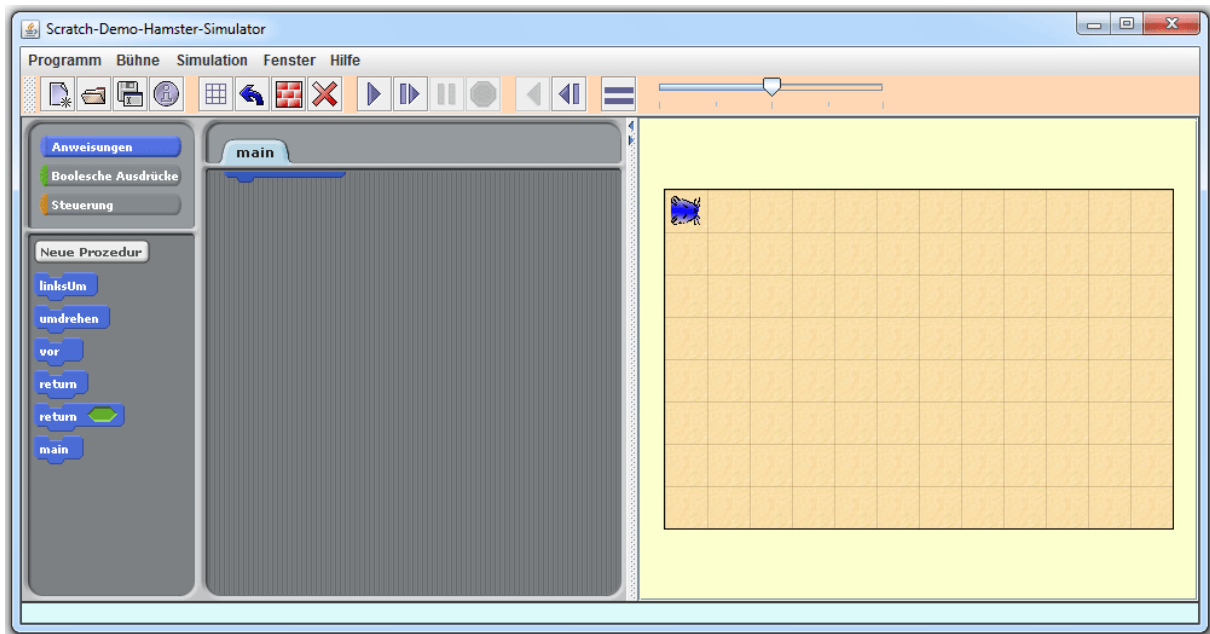 Scratch-Demo-Hamster-Simulator
Programm Bühne Simulation Fenster Hilfe
Anweisungen
Boolesche Ausdrücke
Steuerung
main
Neue Prozedur
linksUm
umdrehen
vor
return
return
main